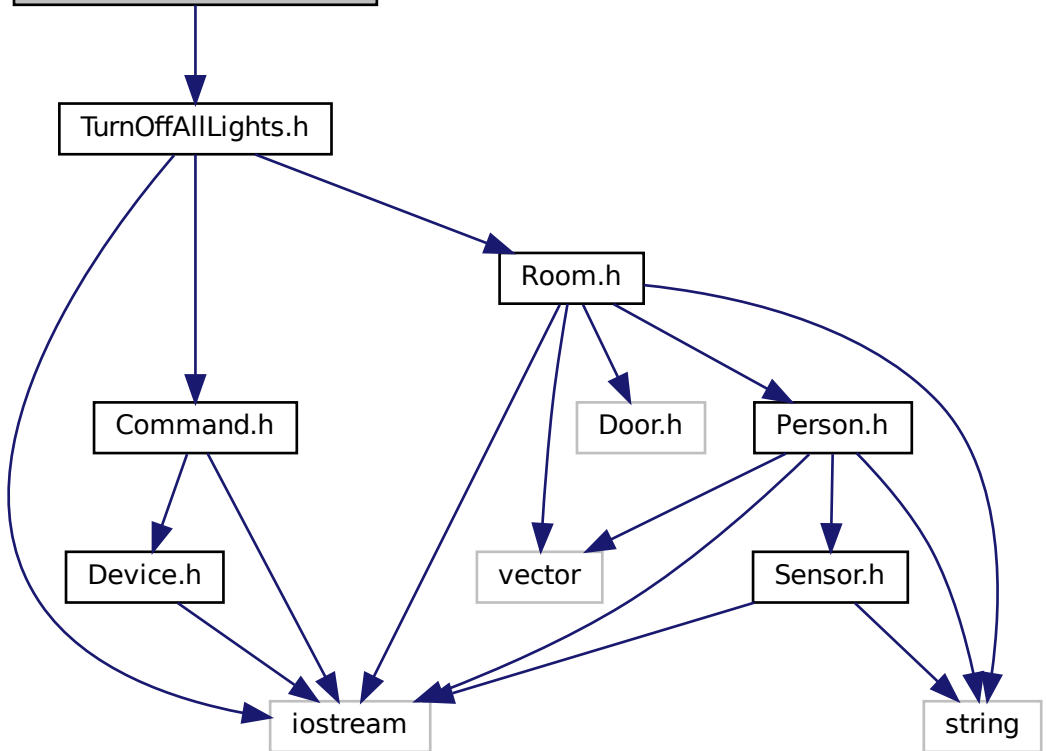 TurnOffAllLights.h
Room.h
Command.h
Door.h
Person.h
Device.h
vector
Sensor.h
iostream
string